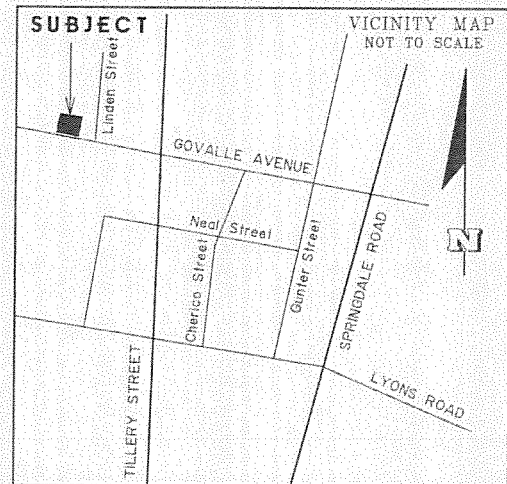 SUBJECT
VICINITY MAP
NOT TO SCALE
Linden Street
GOVALLE AVENUE
Neal Street
Cherico Street
Gunter Street
SPRINGDALE ROAD
N
TILLERY STREET
LYONS ROAD